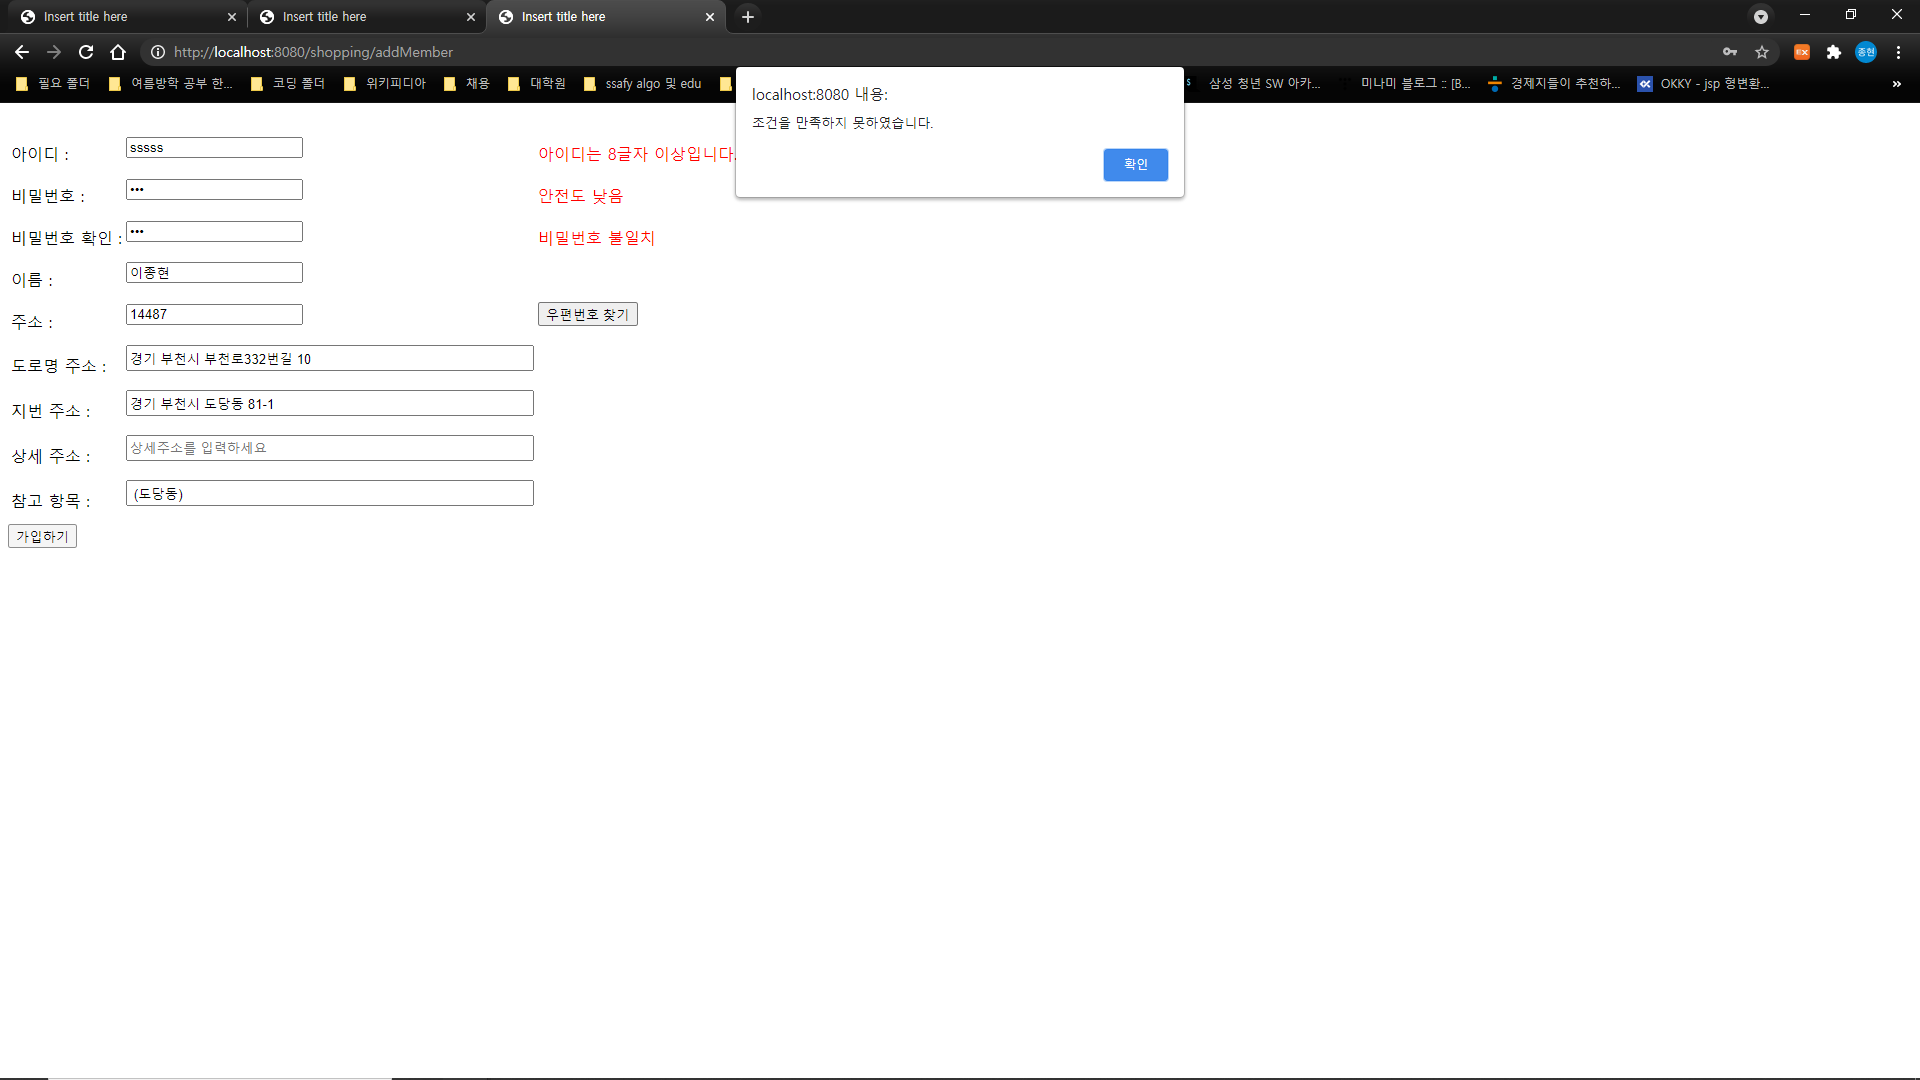 Insert title here
Insert title here
Insert title here
http://localhost:8080/shopping/addMember
종현
필요 폴더
여름방학 공부 한...
코딩 폴더
위키피디아
채용
대학원
ssafy algo 및 edu
삼성 청년 SW 아카...
미나미 블로그 :: [B...
경제지들이 추천하...
OKKY - jsp 형변환...
»
localhost:8080 내용:
조건을 만족하지 못하였습니다.
확인
아이디 : sssss 아이디는 8글자 이상입니다.
비밀번호 : ••• 안전도 낮음
비밀번호 확인 : ••• 비밀번호 불일치
이름 : 이종현
주소 : 14487 우편번호 찾기
도로명 주소 : 경기 부천시 부천로332번길 10
지번 주소 : 경기 부천시 도당동 81-1
상세 주소 : 상세주소를 입력하세요
참고 항목 : (도당동)
가입하기